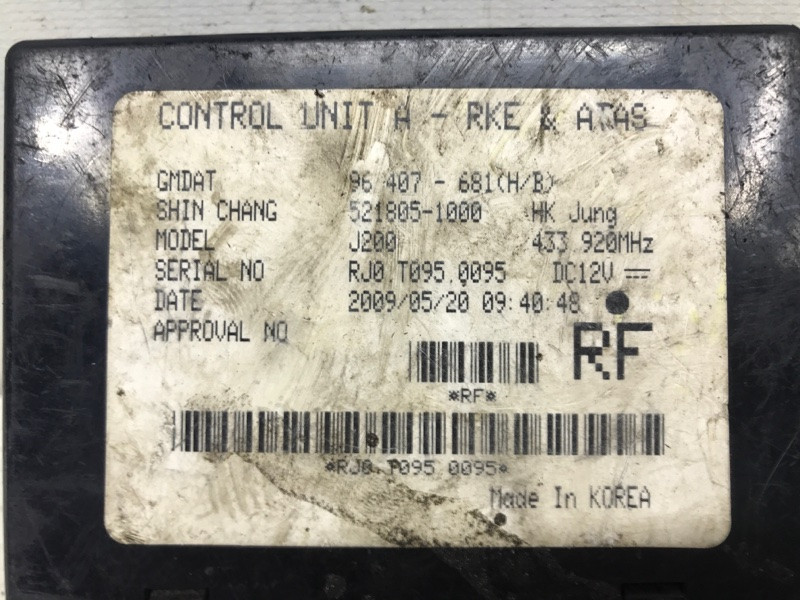 CONTROL UNIT A - RKE & ATAS
GMDAT 96 407 - 681(H/B)
SHIN CHANG 521805-1000 HK Jung
MODEL J200 433.920MHz
SERIAL NO RJ0.T095.0095 DC12V ⎓
DATE 2009/05/20 09:40:48 ●
APPROVAL NO
RF
*RF*
*RJ0.T095.0095*
Made In KOREA